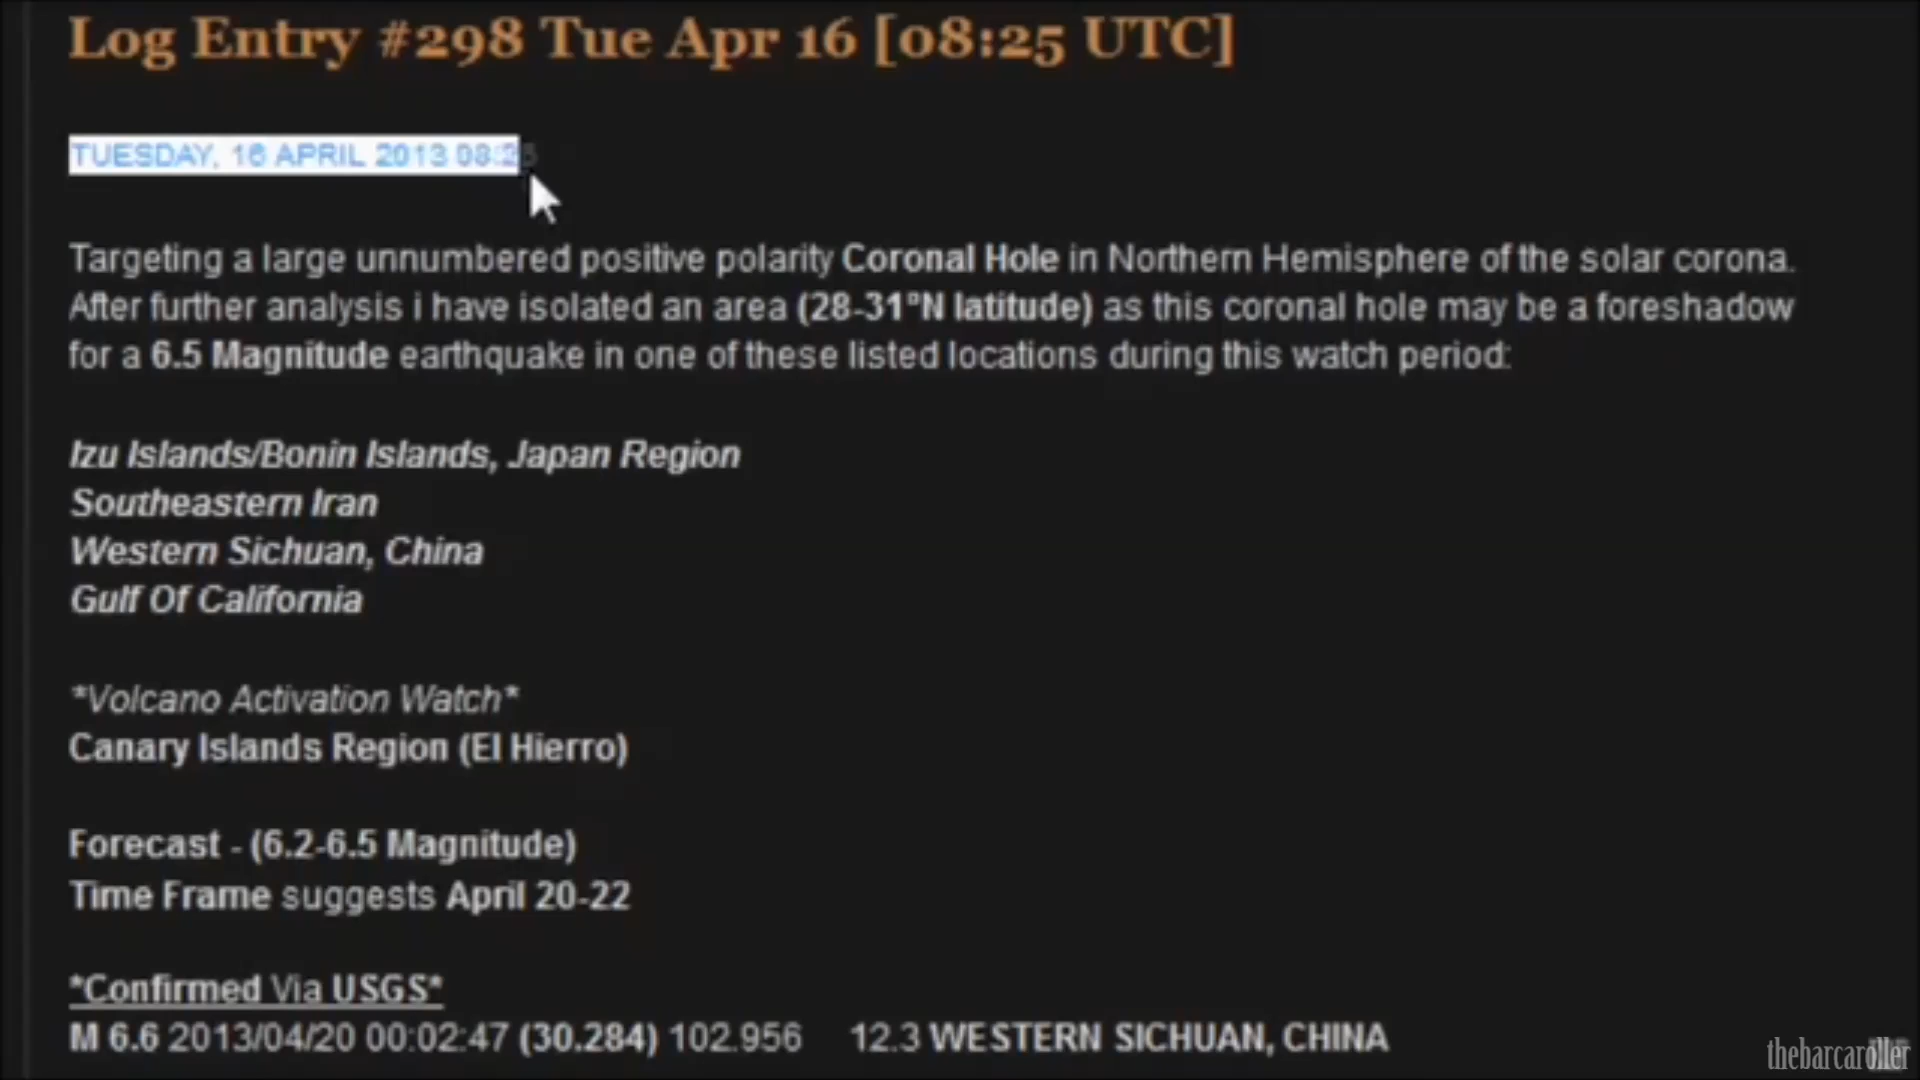 Log Entry #298 Tue Apr 16 [08:25 UTC]
TUESDAY, 16 APRIL 2013 08:25
Targeting a large unnumbered positive polarity Coronal Hole in Northern Hemisphere of the solar corona.
After further analysis i have isolated an area (28-31°N latitude) as this coronal hole may be a foreshadow
for a 6.5 Magnitude earthquake in one of these listed locations during this watch period:
Izu Islands/Bonin Islands, Japan Region
Southeastern Iran
Western Sichuan, China
Gulf Of California
*Volcano Activation Watch*
Canary Islands Region (El Hierro)
Forecast - (6.2-6.5 Magnitude)
Time Frame suggests April 20-22
*Confirmed Via USGS*
M 6.6 2013/04/20 00:02:47 (30.284) 102.956 12.3 WESTERN SICHUAN, CHINA
thebarcaroller